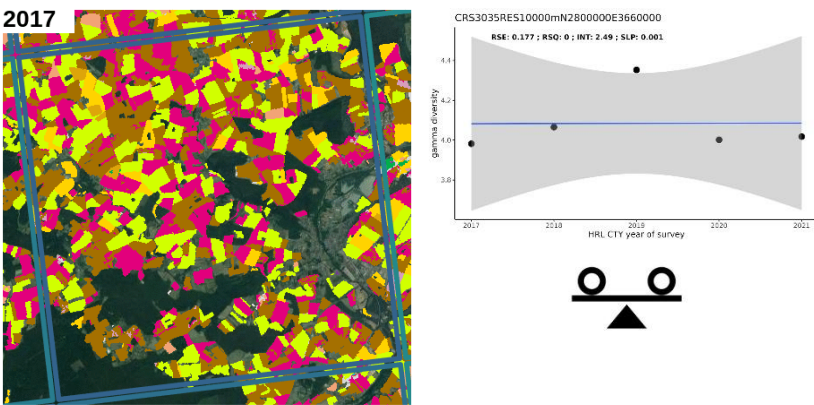 2017
CRS3035RES10000mN2800000E3660000
RSE: 0.177 ; RSQ: 0 ; INT: 2.49 ; SLP: 0.001
gamma diversity
4.4
4.2
4.0
3.8
2017 2018 2019 2020 2021
HRL CTY year of survey